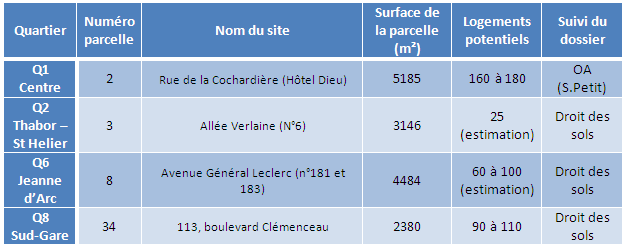 Quartier
Numéro
parcelle
Nom du site
Surface de
la parcelle
(m²)
Logements
potentiels
Suivi du
dossier
Q1
Centre
2
Rue de la Cochardière (Hôtel Dieu)
5185
160 à 180
OA
(S.Petit)
Q2
Thabor –
St Helier
3
Allée Verlaine (N°6)
3146
25
(estimation)
Droit des
sols
Q6
Jeanne
d’Arc
8
Avenue Général Leclerc (n°181 et
183)
4484
60 à 100
(estimation)
Droit des
sols
Q8
Sud-Gare
34
113, boulevard Clémenceau
2380
90 à 110
Droit des
sols